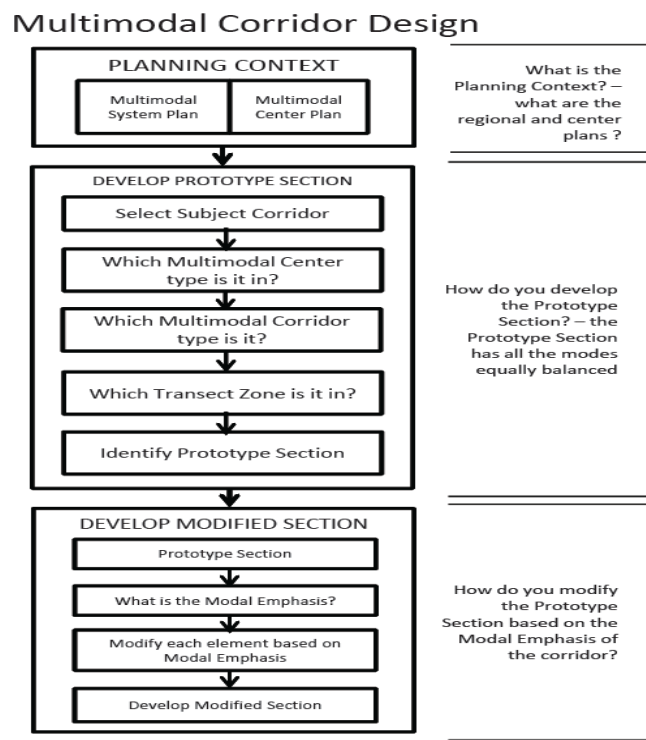 Multimodal Corridor Design
PLANNING CONTEXT
Multimodal
System Plan
Multimodal
Center Plan
What is the
Planning Context? –
what are the
regional and center
plans ?
DEVELOP PROTOTYPE SECTION
Select Subject Corridor
Which Multimodal Center
type is it in?
Which Multimodal Corridor
type is it?
Which Transect Zone is it in?
Identify Prototype Section
How do you develop
the Prototype
Section? – the
Prototype Section
has all the modes
equally balanced
DEVELOP MODIFIED SECTION
Prototype Section
What is the Modal Emphasis?
Modify each element based on
Modal Emphasis
Develop Modified Section
How do you modify
the Prototype
Section based on the
Modal Emphasis of
the corridor?